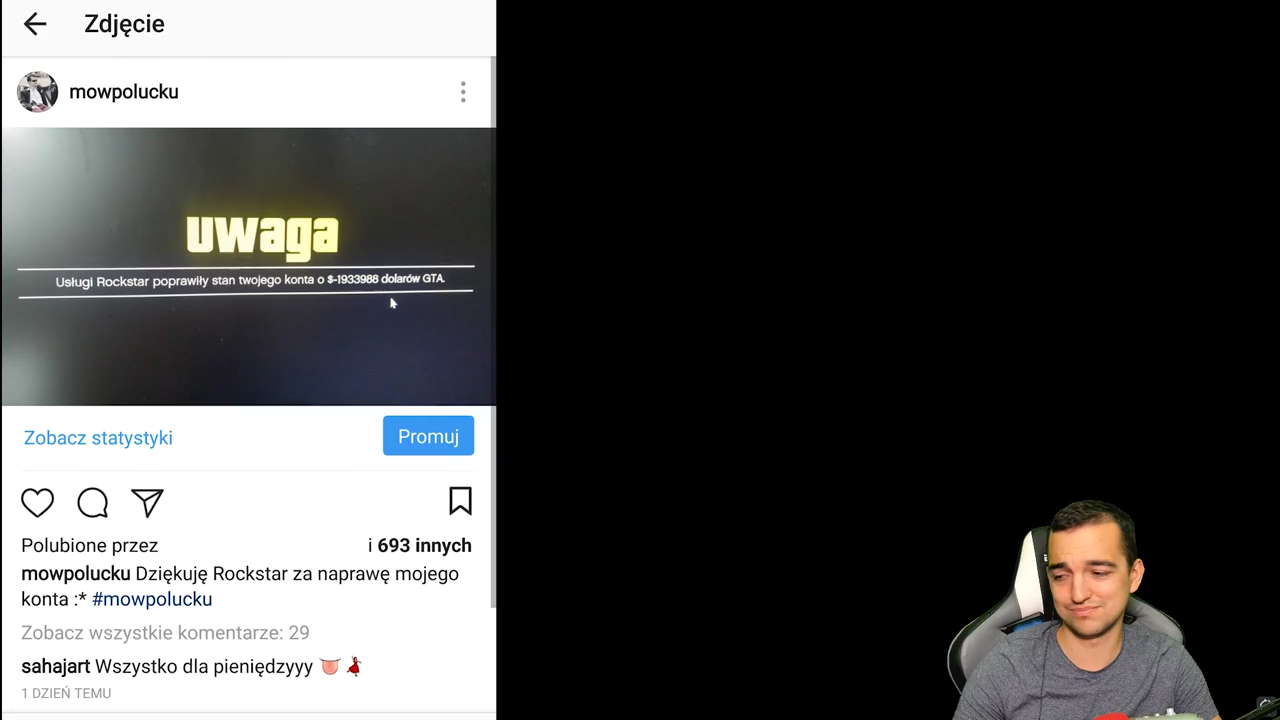 Zdjęcie
mowpolucku
uwaga
Usługi Rockstar poprawiły stan twojego konta o $-1933988 dolarów GTA.
Zobacz statystyki
Promuj
Polubione przez i 693 innych
mowpolucku Dziękuję Rockstar za naprawę mojego
konta :* #mowpolucku
Zobacz wszystkie komentarze: 29
sahajart Wszystko dla pieniędzyyy 👅💃
1 DZIEŃ TEMU